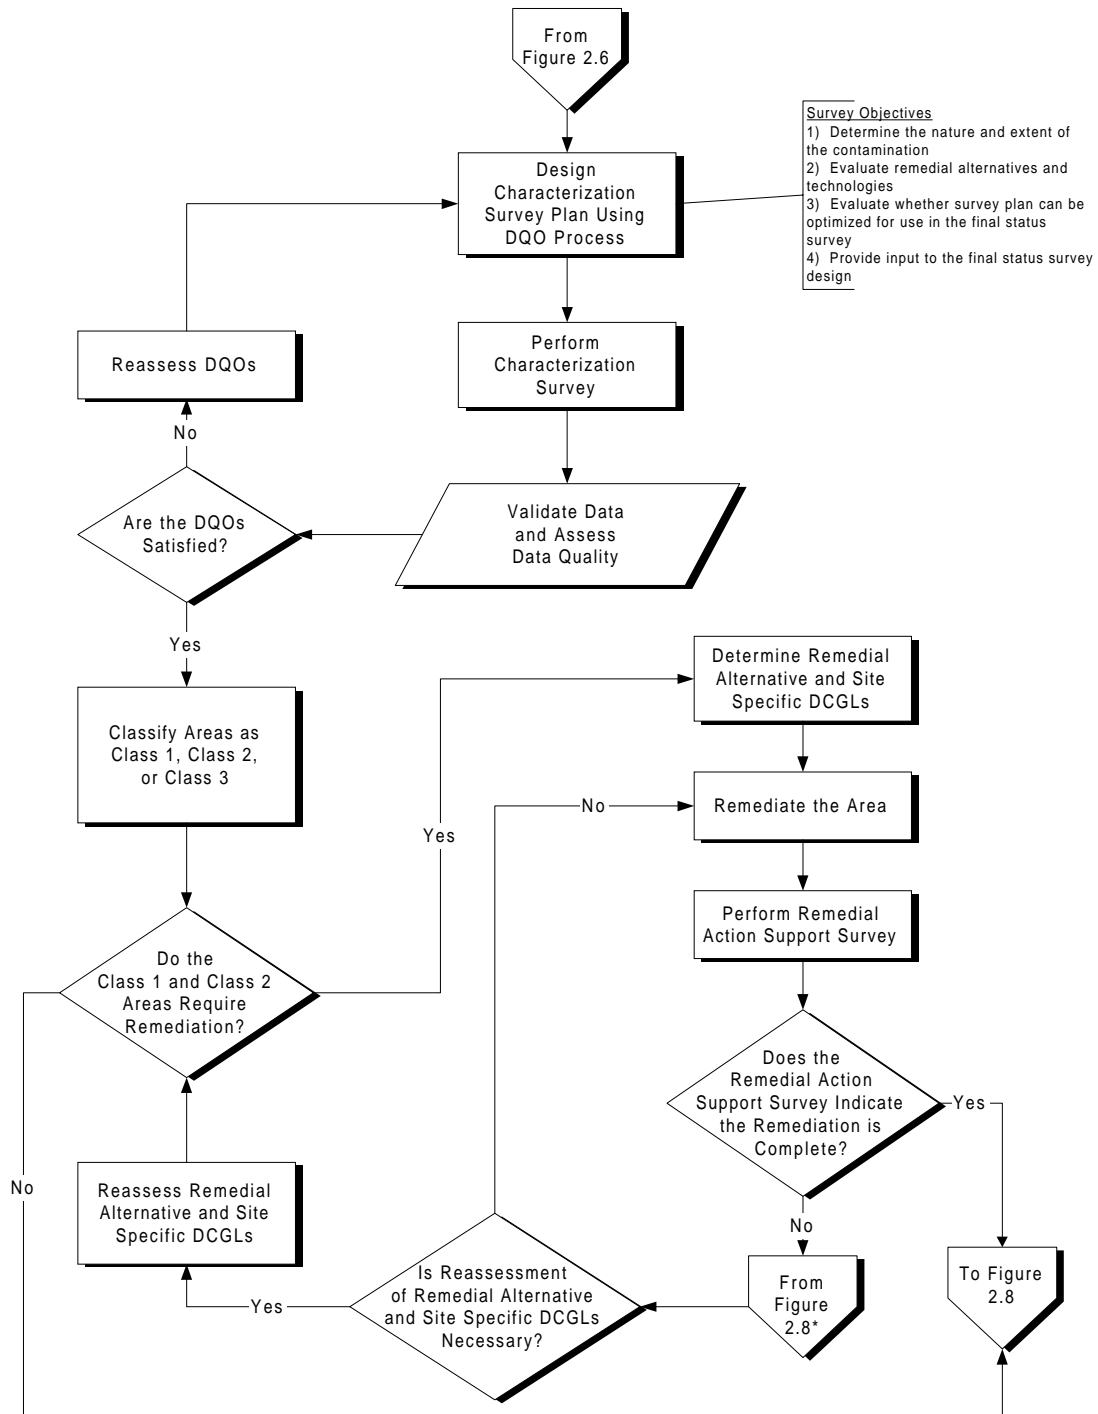 From
Figure 2.6
Survey Objectives
1) Determine the nature and extent of
the contamination
2) Evaluate remedial alternatives and
technologies
3) Evaluate whether survey plan can be
optimized for use in the final status
survey
4) Provide input to the final status survey
design
Design
Characterization
Survey Plan Using
DQO Process
Perform
Characterization
Survey
Reassess DQOs
No
Are the DQOs
Satisfied?
Validate Data
and Assess
Data Quality
Yes
Classify Areas as
Class 1, Class 2,
or Class 3
Determine Remedial
Alternative and Site
Specific DCGLs
No
Remediate the Area
Yes
Perform Remedial
Action Support Survey
Do the
Class 1 and Class 2
Areas Require
Remediation?
Does the
Remedial Action
Support Survey Indicate
the Remediation is
Complete?
Yes
No
Reassess Remedial
Alternative and Site
Specific DCGLs
No
Is Reassessment
of Remedial Alternative
and Site Specific DCGLs
Necessary?
Yes
From
Figure
2.8*
To Figure
2.8